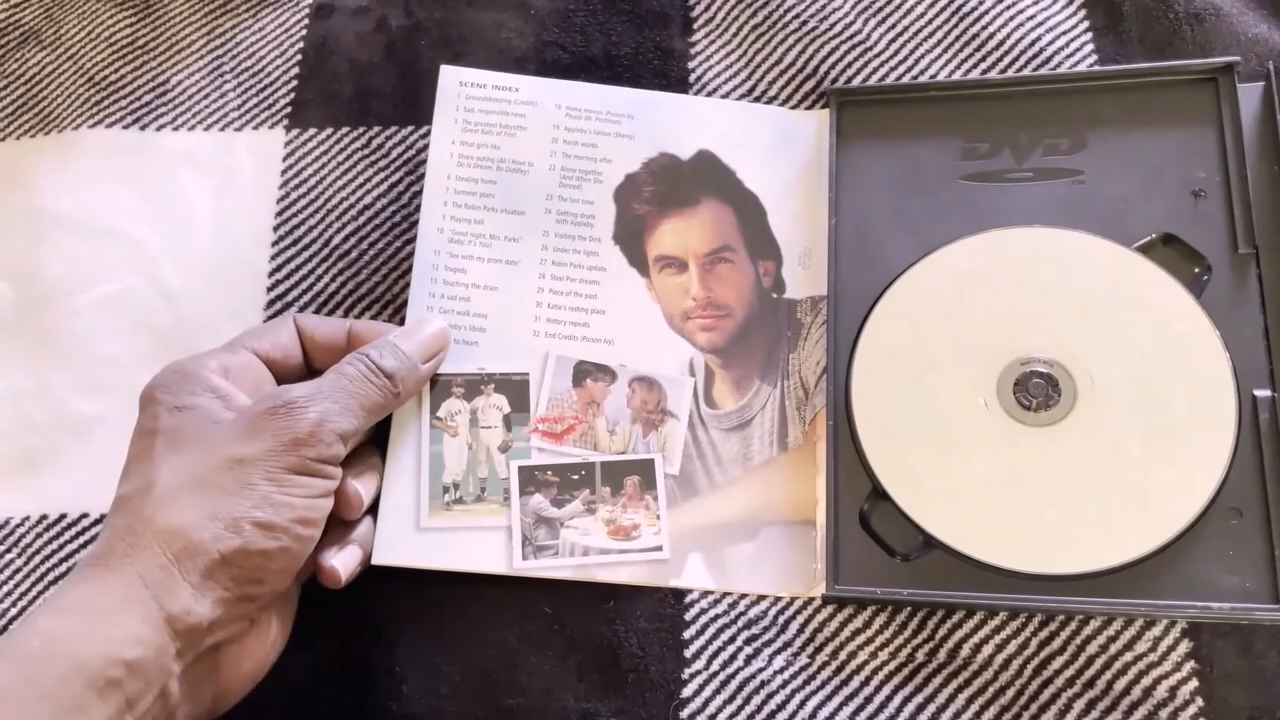 SCENE INDEX
1 Groundskeeping (Credits)
2 Sad, responsible news
3 The greatest babysitter
(Great Balls of Fire)
4 What girls like
5 Shore outing (All I Have to
Do Is Dream, Bo Diddley)
6 Stealing home
7 Summer plans
8 The Robin Parks situation
9 Playing ball
10 "Good night, Mrs. Parks"
(Baby, It's You)
11 "Sex with my prom date"
12 Tragedy
13 Touching the drain
14 A sad end
15 Can't walk away
leby's libido
to heart
18 Home movies (Poison Ivy,
Please Mr. Postman)
19 Appleby's liaison (Sherry)
20 Harsh words
21 The morning after
22 Alone together
(And When She
Danced)
23 The last time
24 Getting drunk
with Appleby
25 Visiting the Dink
26 Under the lights
27 Robin Parks update
28 Steel Pier dreams
29 Piece of the past
30 Katie's resting place
31 History repeats
32 End Credits (Poison Ivy)
DVD